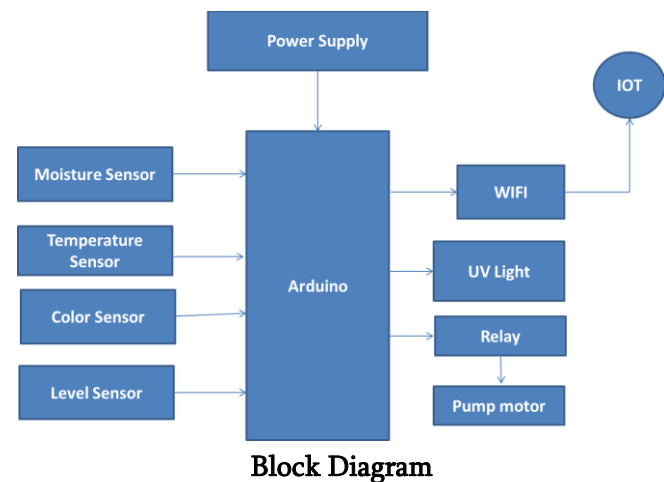 Power Supply
IOT
Moisture Sensor
WIFI
Temperature
Sensor
UV Light
Arduino
Color Sensor
Relay
Level Sensor
Pump motor
Block Diagram